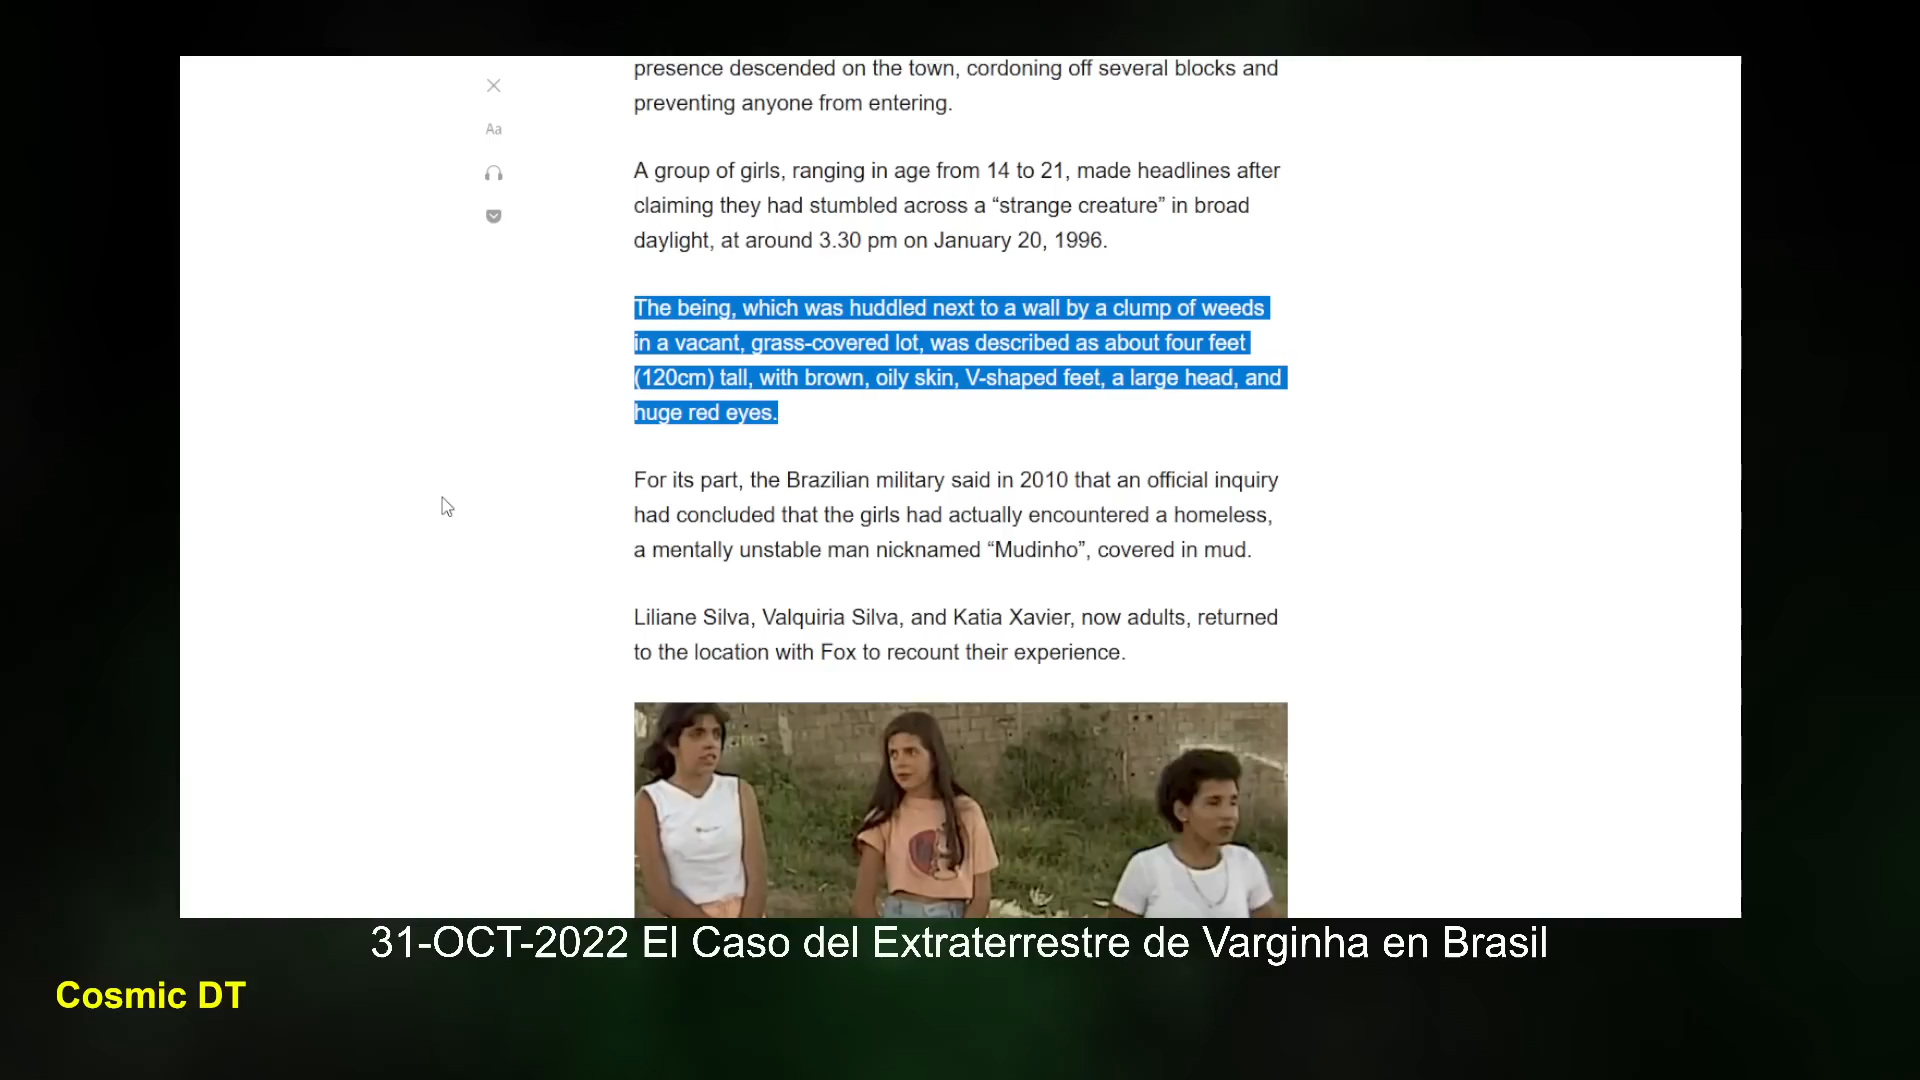 presence descended on the town, cordoning off several blocks and
preventing anyone from entering.
Aa
A group of girls, ranging in age from 14 to 21, made headlines after
claiming they had stumbled across a “strange creature” in broad
daylight, at around 3.30 pm on January 20, 1996.
The being, which was huddled next to a wall by a clump of weeds
in a vacant, grass-covered lot, was described as about four feet
(120cm) tall, with brown, oily skin, V-shaped feet, a large head, and
huge red eyes.
For its part, the Brazilian military said in 2010 that an official inquiry
had concluded that the girls had actually encountered a homeless,
a mentally unstable man nicknamed “Mudinho”, covered in mud.
Liliane Silva, Valquiria Silva, and Katia Xavier, now adults, returned
to the location with Fox to recount their experience.
31-OCT-2022 El Caso del Extraterrestre de Varginha en Brasil
Cosmic DT